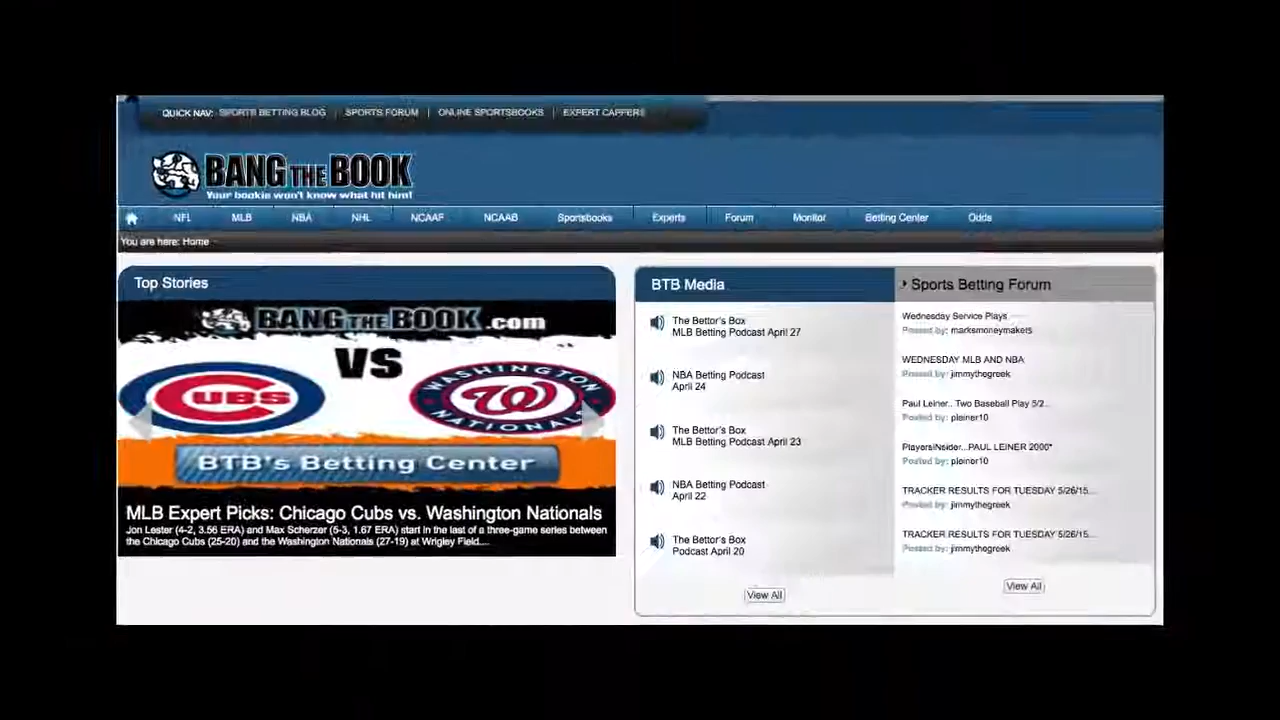 QUICK NAV: SPORTS BETTING BLOG | SPORTS FORUM | ONLINE SPORTSBOOKS | EXPERT CAPPERS
BANG THE BOOK
Your bookie won't know what hit him!
NFL MLB NBA NHL NCAAF NCAAB Sportsbooks Experts Forum Monitor Betting Center Odds
You are here: Home
Top Stories
BANG THE BOOK.com
VS
CUBS
WASHINGTON NATIONALS
W
BTB's Betting Center
MLB Expert Picks: Chicago Cubs vs. Washington Nationals
Jon Lester (4-2, 3.56 ERA) and Max Scherzer (5-3, 1.67 ERA) start in the last of a three-game series between
the Chicago Cubs (25-20) and the Washington Nationals (27-19) at Wrigley Field....
BTB Media
The Bettor's Box
MLB Betting Podcast April 27
NBA Betting Podcast
April 24
The Bettor's Box
MLB Betting Podcast April 23
NBA Betting Podcast
April 22
The Bettor's Box
Podcast April 20
View All
Sports Betting Forum
Wednesday Service Plays
Posted by: marksmoneymakers
WEDNESDAY MLB AND NBA
Posted by: jimmythegreek
Paul Leiner.. Two Baseball Play 5/2...
Posted by: pleiner10
PlayersInsider...PAUL LEINER 2000*
Posted by: pleiner10
TRACKER RESULTS FOR TUESDAY 5/26/15...
Posted by: jimmythegreek
TRACKER RESULTS FOR TUESDAY 5/26/15...
Posted by: jimmythegreek
View All